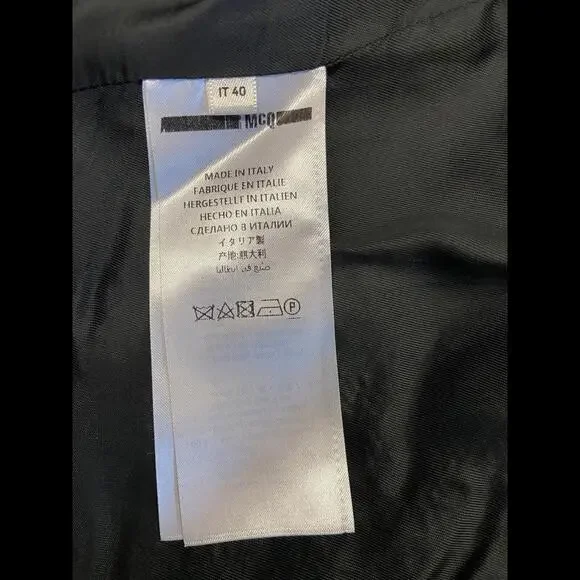 IT 40
MCQ
MADE IN ITALY
FABRIQUE EN ITALIE
HERGESTELLT IN ITALIEN
HECHO EN ITALIA
СДЕЛАНО В ИТАЛИИ
イタリア製
产地:意大利
صنع في ايطاليا
P